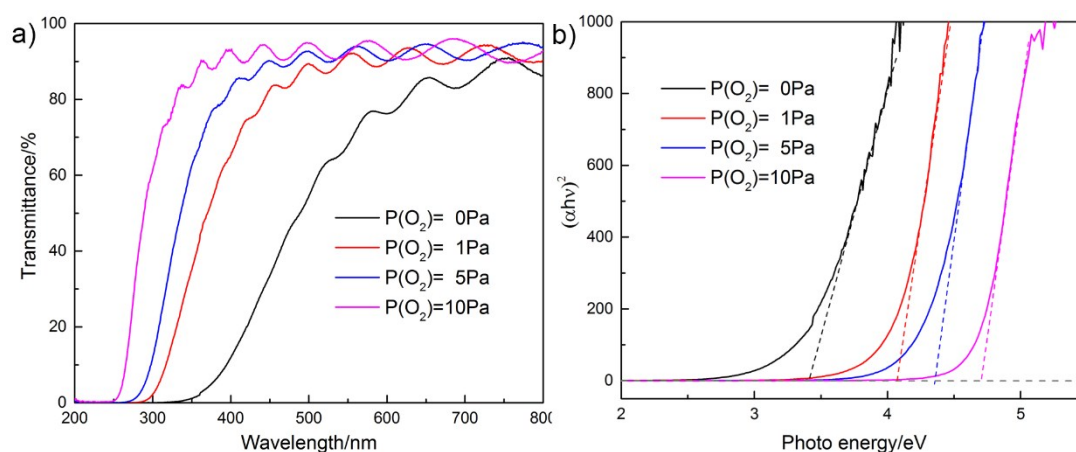 a)
Transmittance/%
100
80
60
40
20
0
P(O₂)= 0Pa
P(O₂)= 1Pa
P(O₂)= 5Pa
P(O₂)=10Pa
200 300 400 500 600 700 800
Wavelength/nm
b)
(αhν)²
1000
800
600
400
200
0
P(O₂)= 0Pa
P(O₂)= 1Pa
P(O₂)= 5Pa
P(O₂)=10Pa
2 3 4 5
Photo energy/eV